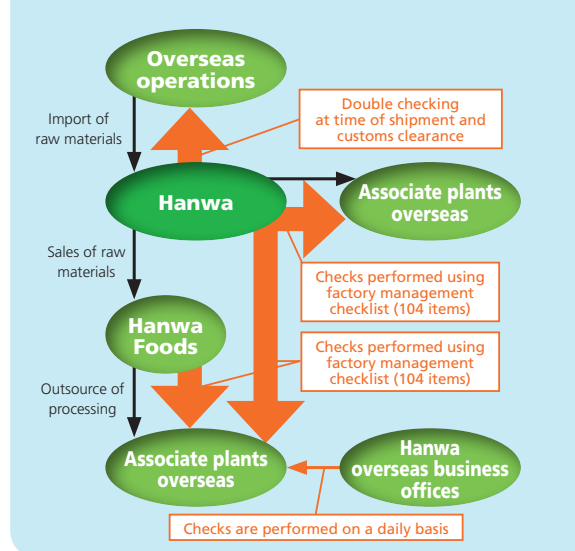 Overseas
operations
Import of
raw materials
Double checking
at time of shipment and
customs clearance
Hanwa
Associate plants
overseas
Sales of raw
materials
Checks performed using
factory management
checklist (104 items)
Hanwa
Foods
Checks performed using
factory management
checklist (104 items)
Outsource of
processing
Associate plants
overseas
Hanwa
overseas business
offices
Checks are performed on a daily basis